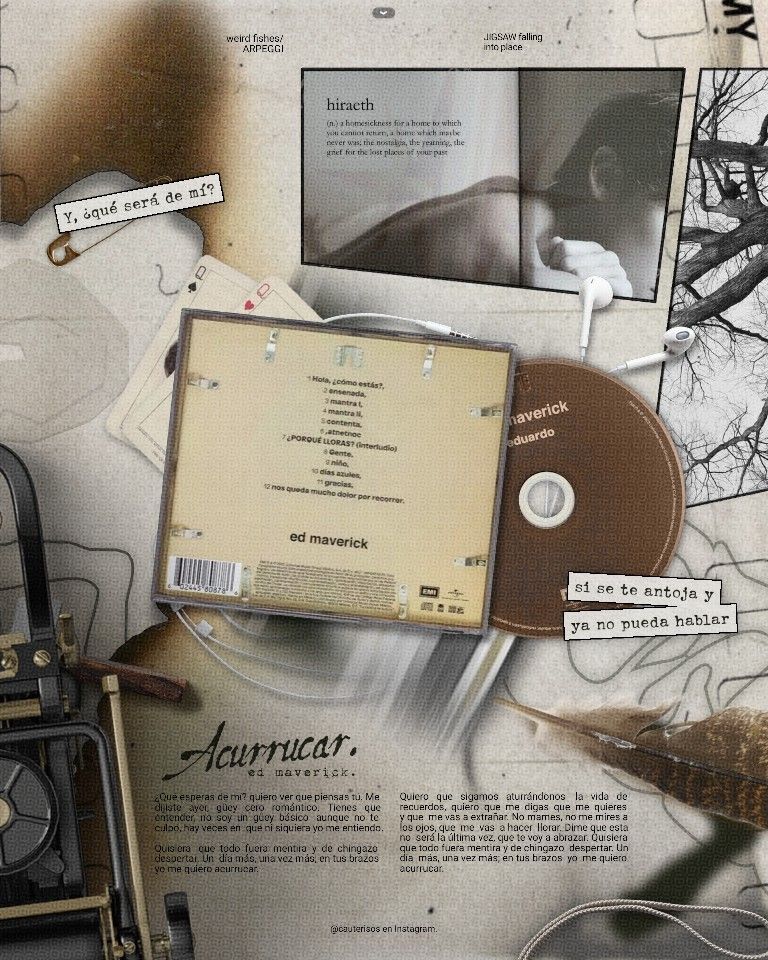 weird fishes/
ARPEGGI
JIGSAW falling
into place
MY
hiraeth
(n.) a homesickness for a home to which
you cannot return, a home which maybe
never was; the nostalgia, the yearning, the
grief for the lost places of your past
Y, ¿qué será de mí?
Q
Q
1 Hola, ¿cómo estás?,
2 ensenada,
3 mantra I,
4 mantra II,
5 contenta,
6 ,atnetnoc
7 ¿PORQUÉ LLORAS? (interludio)
8 Gente,
9 niño,
10 días azules,
11 gracias,
12 nos queda mucho dolor por recorrer.
ed maverick
EMI
maverick
eduardo
si se te antoja y
ya no pueda hablar
Acurrucar.
ed maverick.
¿Que esperas de mí? quiero ver que piensas tu. Me
dijiste ayer, güey cero romántico. Tienes que
entender, no soy un güey básico aunque no te
culpo, hay veces en que ni siquiera yo me entiendo.
Quisiera que todo fuera mentira y de chingazo
despertar. Un día más, una vez más; en tus brazos
yo me quiero acurrucar.
Quiero que sigamos aturrándonos la vida de
recuerdos, quiero que me digas que me quieres
y que me vas a extrañar. No mames, no me mires a
los ojos, que me vas a hacer llorar. Dime que esta
no será la última vez, que te voy a abrazar. Quisiera
que todo fuera mentira y de chingazo despertar. Un
día más, una vez más; en tus brazos yo me quiero
acurrucar.
@cauterisos en Instagram.